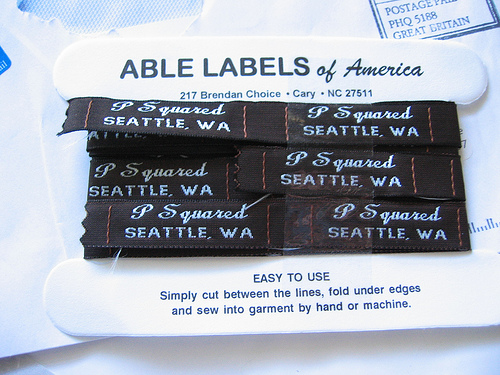 POSTAGE PAI
PHQ 5188
GREAT BRITAIN
ABLE LABELS of America
217 Brendan Choice • Cary • NC 27511
P Squared P Squared
SEATTLE, WA SEATTLE, WA
P Squared P Squared
SEATTLE, WA SEATTLE, WA
P Squared P Squared
SEATTLE, WA SEATTLE, WA
EASY TO USE
Simply cut between the lines, fold under edges
and sew into garment by hand or machine.